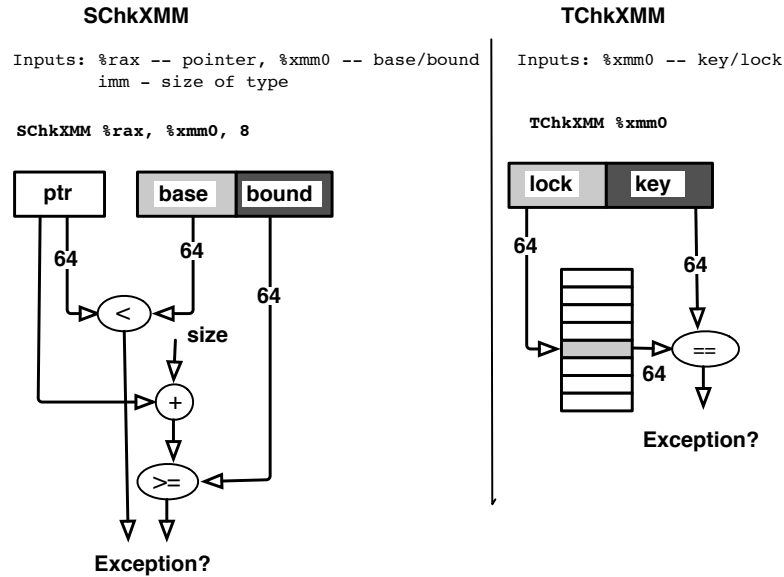 SChkXMM
Inputs: %rax -- pointer, %xmm0 -- base/bound
imm - size of type
SChkXMM %rax, %xmm0, 8
ptr
base
bound
64
64
64
<
size
+
>=
Exception?
TChkXMM
Inputs: %xmm0 -- key/lock
TChkXMM %xmm0
lock
key
64
64
==
64
Exception?